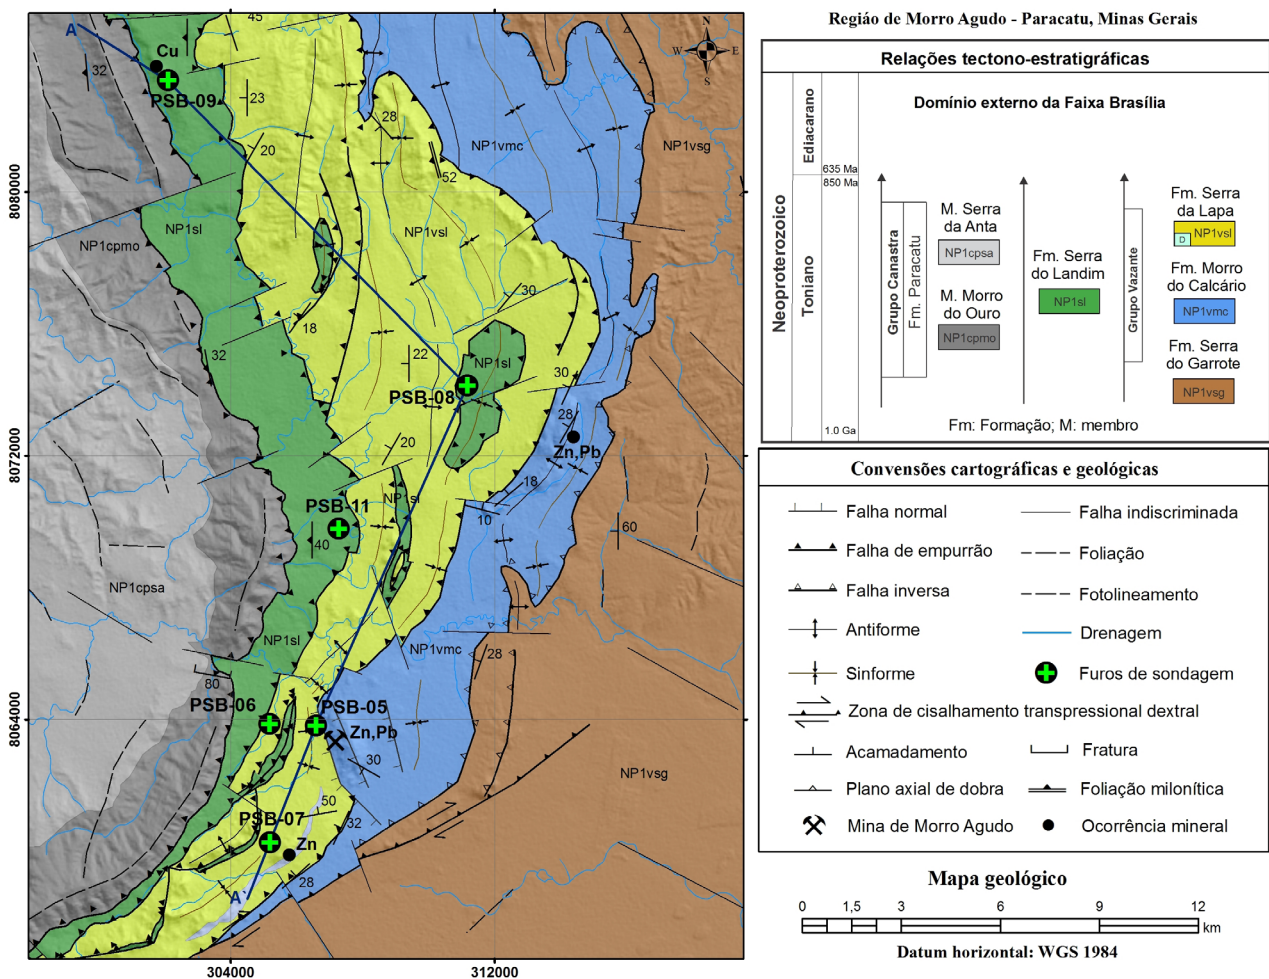 A
45
N
W
E
S
Cu
32
PSB-09
23
28
20
NP1vmc
NP1vsg
52
8080000
NP1cpmo
NP1sl
NP1vsl
30
18
32
22
NP1sl
30
PSB-08
28
20
Zn,Pb
8072000
NP1sl
18
PSB-11
10
60
40
NP1cpsa
NP1sl
NP1vmc
28
80
PSB-06
PSB-05
8064000
Zn,Pb
30
NP1vsg
50
PSB-07
32
Zn
28
A'
304000
312000
Região de Morro Agudo - Paracatu, Minas Gerais
Relações tectono-estratigráficas
Domínio externo da Faixa Brasília
Neoproterozoico
Ediacarano
Toniano
635 Ma
850 Ma
1.0 Ga
Grupo Canastra
Fm. Paracatu
M. Serra
da Anta
NP1cpsa
M. Morro
do Ouro
NP1cpmo
Fm. Serra
do Landim
NP1sl
Grupo Vazante
Fm. Serra
da Lapa
NP1vsl
D
Fm. Morro
do Calcário
NP1vmc
Fm. Serra
do Garrote
NP1vsg
Fm: Formação; M: membro
Convensões cartográficas e geológicas
Falha normal
Falha indiscriminada
Falha de empurrão
Foliação
Falha inversa
Fotolineamento
Antiforme
Drenagem
Sinforme
Furos de sondagem
Zona de cisalhamento transpressional dextral
Acamadamento
Fratura
Plano axial de dobra
Foliação milonítica
Mina de Morro Agudo
Ocorrência mineral
Mapa geológico
0 1,5 3 6 9 12
km
Datum horizontal: WGS 1984